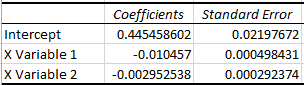 Coefficients Standard Error
Intercept 0.445458602 0.02197672
X Variable 1 -0.010457 0.000498431
X Variable 2 -0.002952538 0.000292374